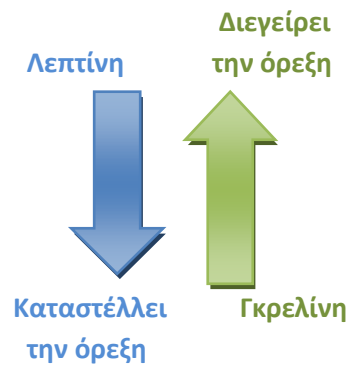 Διεγείρει
την όρεξη
Λεπτίνη
Καταστέλλει
την όρεξη
Γκρελίνη